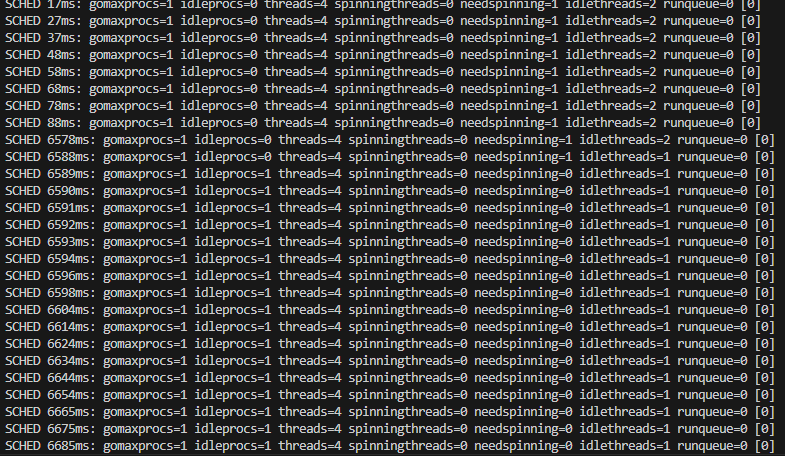 SCHED 17ms: gomaxprocs=1 idleprocs=0 threads=4 spinningthreads=0 needspinning=1 idlethreads=2 runqueue=0 [0]
SCHED 27ms: gomaxprocs=1 idleprocs=0 threads=4 spinningthreads=0 needspinning=1 idlethreads=2 runqueue=0 [0]
SCHED 37ms: gomaxprocs=1 idleprocs=0 threads=4 spinningthreads=0 needspinning=1 idlethreads=2 runqueue=0 [0]
SCHED 48ms: gomaxprocs=1 idleprocs=0 threads=4 spinningthreads=0 needspinning=1 idlethreads=2 runqueue=0 [0]
SCHED 58ms: gomaxprocs=1 idleprocs=0 threads=4 spinningthreads=0 needspinning=1 idlethreads=2 runqueue=0 [0]
SCHED 68ms: gomaxprocs=1 idleprocs=0 threads=4 spinningthreads=0 needspinning=1 idlethreads=2 runqueue=0 [0]
SCHED 78ms: gomaxprocs=1 idleprocs=0 threads=4 spinningthreads=0 needspinning=1 idlethreads=2 runqueue=0 [0]
SCHED 88ms: gomaxprocs=1 idleprocs=0 threads=4 spinningthreads=0 needspinning=1 idlethreads=2 runqueue=0 [0]
SCHED 6578ms: gomaxprocs=1 idleprocs=0 threads=4 spinningthreads=0 needspinning=1 idlethreads=2 runqueue=0 [0]
SCHED 6588ms: gomaxprocs=1 idleprocs=0 threads=4 spinningthreads=0 needspinning=1 idlethreads=1 runqueue=0 [0]
SCHED 6589ms: gomaxprocs=1 idleprocs=1 threads=4 spinningthreads=0 needspinning=0 idlethreads=1 runqueue=0 [0]
SCHED 6590ms: gomaxprocs=1 idleprocs=1 threads=4 spinningthreads=0 needspinning=0 idlethreads=1 runqueue=0 [0]
SCHED 6591ms: gomaxprocs=1 idleprocs=1 threads=4 spinningthreads=0 needspinning=0 idlethreads=1 runqueue=0 [0]
SCHED 6592ms: gomaxprocs=1 idleprocs=1 threads=4 spinningthreads=0 needspinning=0 idlethreads=1 runqueue=0 [0]
SCHED 6593ms: gomaxprocs=1 idleprocs=1 threads=4 spinningthreads=0 needspinning=0 idlethreads=1 runqueue=0 [0]
SCHED 6594ms: gomaxprocs=1 idleprocs=1 threads=4 spinningthreads=0 needspinning=0 idlethreads=1 runqueue=0 [0]
SCHED 6596ms: gomaxprocs=1 idleprocs=1 threads=4 spinningthreads=0 needspinning=0 idlethreads=1 runqueue=0 [0]
SCHED 6598ms: gomaxprocs=1 idleprocs=1 threads=4 spinningthreads=0 needspinning=0 idlethreads=1 runqueue=0 [0]
SCHED 6604ms: gomaxprocs=1 idleprocs=1 threads=4 spinningthreads=0 needspinning=0 idlethreads=1 runqueue=0 [0]
SCHED 6614ms: gomaxprocs=1 idleprocs=1 threads=4 spinningthreads=0 needspinning=0 idlethreads=1 runqueue=0 [0]
SCHED 6624ms: gomaxprocs=1 idleprocs=1 threads=4 spinningthreads=0 needspinning=0 idlethreads=1 runqueue=0 [0]
SCHED 6634ms: gomaxprocs=1 idleprocs=1 threads=4 spinningthreads=0 needspinning=0 idlethreads=1 runqueue=0 [0]
SCHED 6644ms: gomaxprocs=1 idleprocs=1 threads=4 spinningthreads=0 needspinning=0 idlethreads=1 runqueue=0 [0]
SCHED 6654ms: gomaxprocs=1 idleprocs=1 threads=4 spinningthreads=0 needspinning=0 idlethreads=1 runqueue=0 [0]
SCHED 6665ms: gomaxprocs=1 idleprocs=1 threads=4 spinningthreads=0 needspinning=0 idlethreads=1 runqueue=0 [0]
SCHED 6675ms: gomaxprocs=1 idleprocs=1 threads=4 spinningthreads=0 needspinning=0 idlethreads=1 runqueue=0 [0]
SCHED 6685ms: gomaxprocs=1 idleprocs=1 threads=4 spinningthreads=0 needspinning=0 idlethreads=1 runqueue=0 [0]